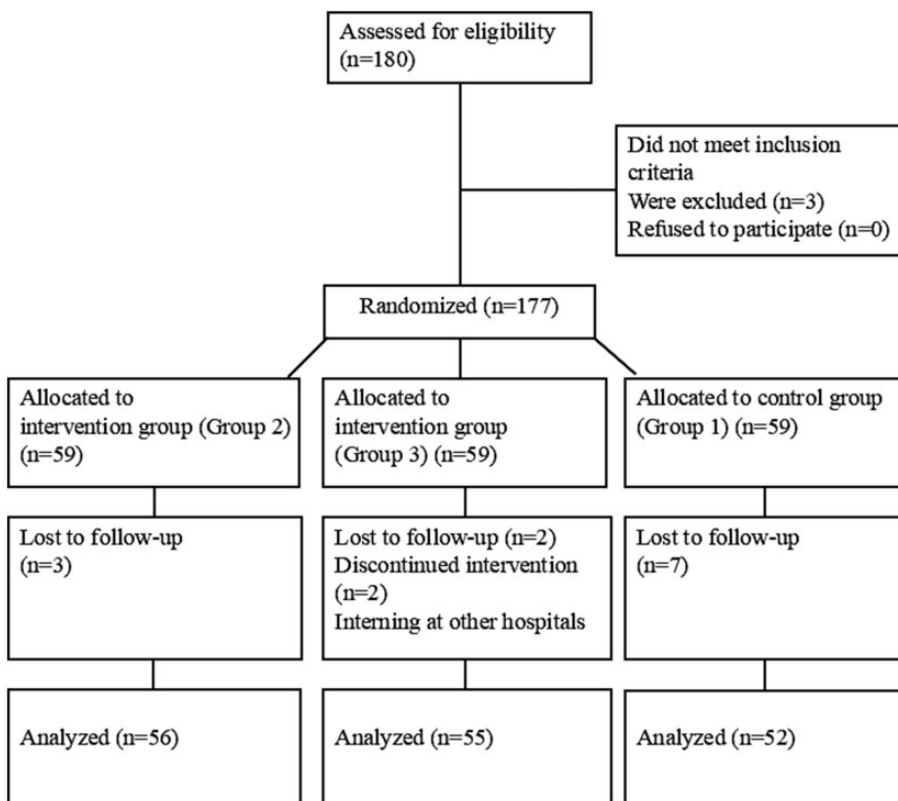 Assessed for eligibility
(n=180)
Did not meet inclusion
criteria
Were excluded (n=3)
Refused to participate (n=0)
Randomized (n=177)
Allocated to
intervention group (Group 2)
(n=59)
Allocated to
intervention group
(Group 3) (n=59)
Allocated to control group
(Group 1) (n=59)
Lost to follow-up
(n=3)
Lost to follow-up (n=2)
Discontinued intervention
(n=2)
Interning at other hospitals
Lost to follow-up
(n=7)
Analyzed (n=56)
Analyzed (n=55)
Analyzed (n=52)